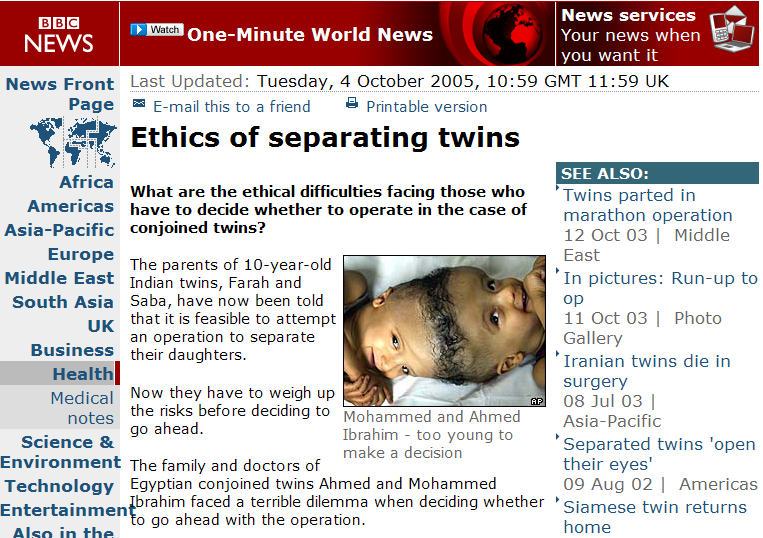 BBC
NEWS
Watch
One-Minute World News
News services
Your news when
you want it
News Front
Page
Africa
Americas
Asia-Pacific
Europe
Middle East
South Asia
UK
Business
Health
Medical
notes
Science &
Environment
Technology
Entertainment
Also in the
Last Updated: Tuesday, 4 October 2005, 10:59 GMT 11:59 UK
E-mail this to a friend
Printable version
Ethics of separating twins
What are the ethical difficulties facing those who
have to decide whether to operate in the case of
conjoined twins?
The parents of 10-year-old
Indian twins, Farah and
Saba, have now been told
that it is feasible to attempt
an operation to separate
their daughters.
Now they have to weigh up
the risks before deciding to
go ahead.
AP
Mohammed and Ahmed
Ibrahim - too young to
make a decision
The family and doctors of
Egyptian conjoined twins Ahmed and Mohammed
Ibrahim faced a terrible dilemma when deciding whether
to go ahead with the operation.
SEE ALSO:
Twins parted in
marathon operation
12 Oct 03 | Middle
East
In pictures: Run-up to
op
11 Oct 03 | Photo
Gallery
Iranian twins die in
surgery
08 Jul 03 |
Asia-Pacific
Separated twins 'open
their eyes'
09 Aug 02 | Americas
Siamese twin returns
home